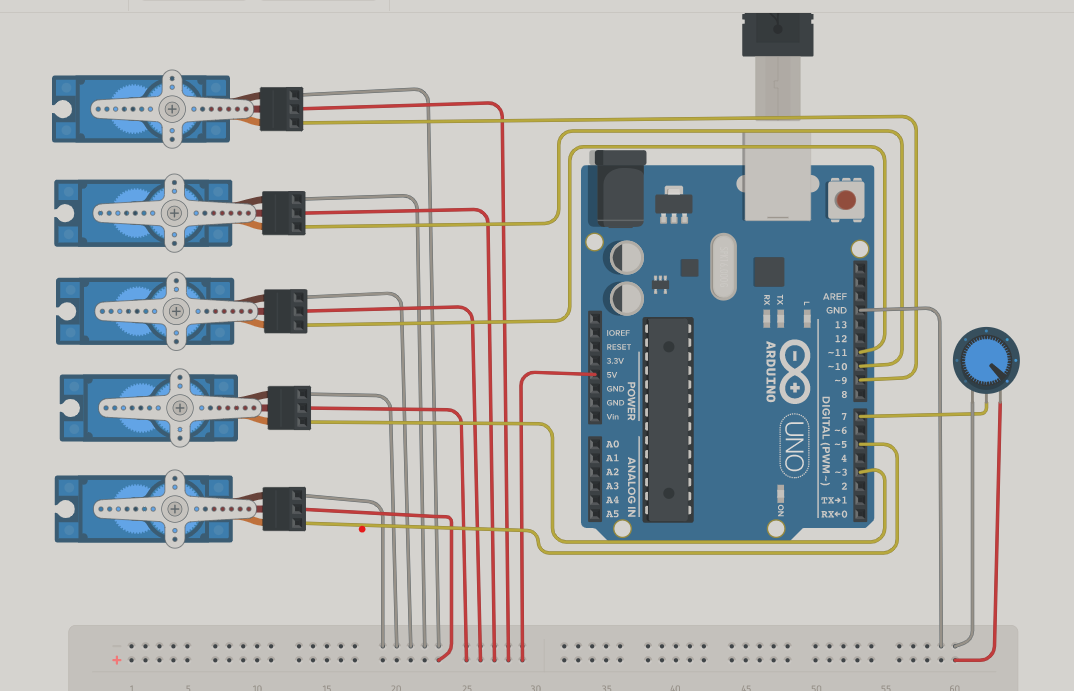 IOREF
RESET
3.3V
5V
GND
GND
Vin
POWER
A0
A1
A2
A3
A4
A5
ANALOG IN
RX
TX
L
ARDUINO
UNO
ON
AREF
GND
13
12
~11
~10
~9
8
7
~6
~5
4
~3
2
TX→1
RX←0
DIGITAL (PWM~)
-
+
1
5
10
15
20
25
30
35
40
45
50
55
60